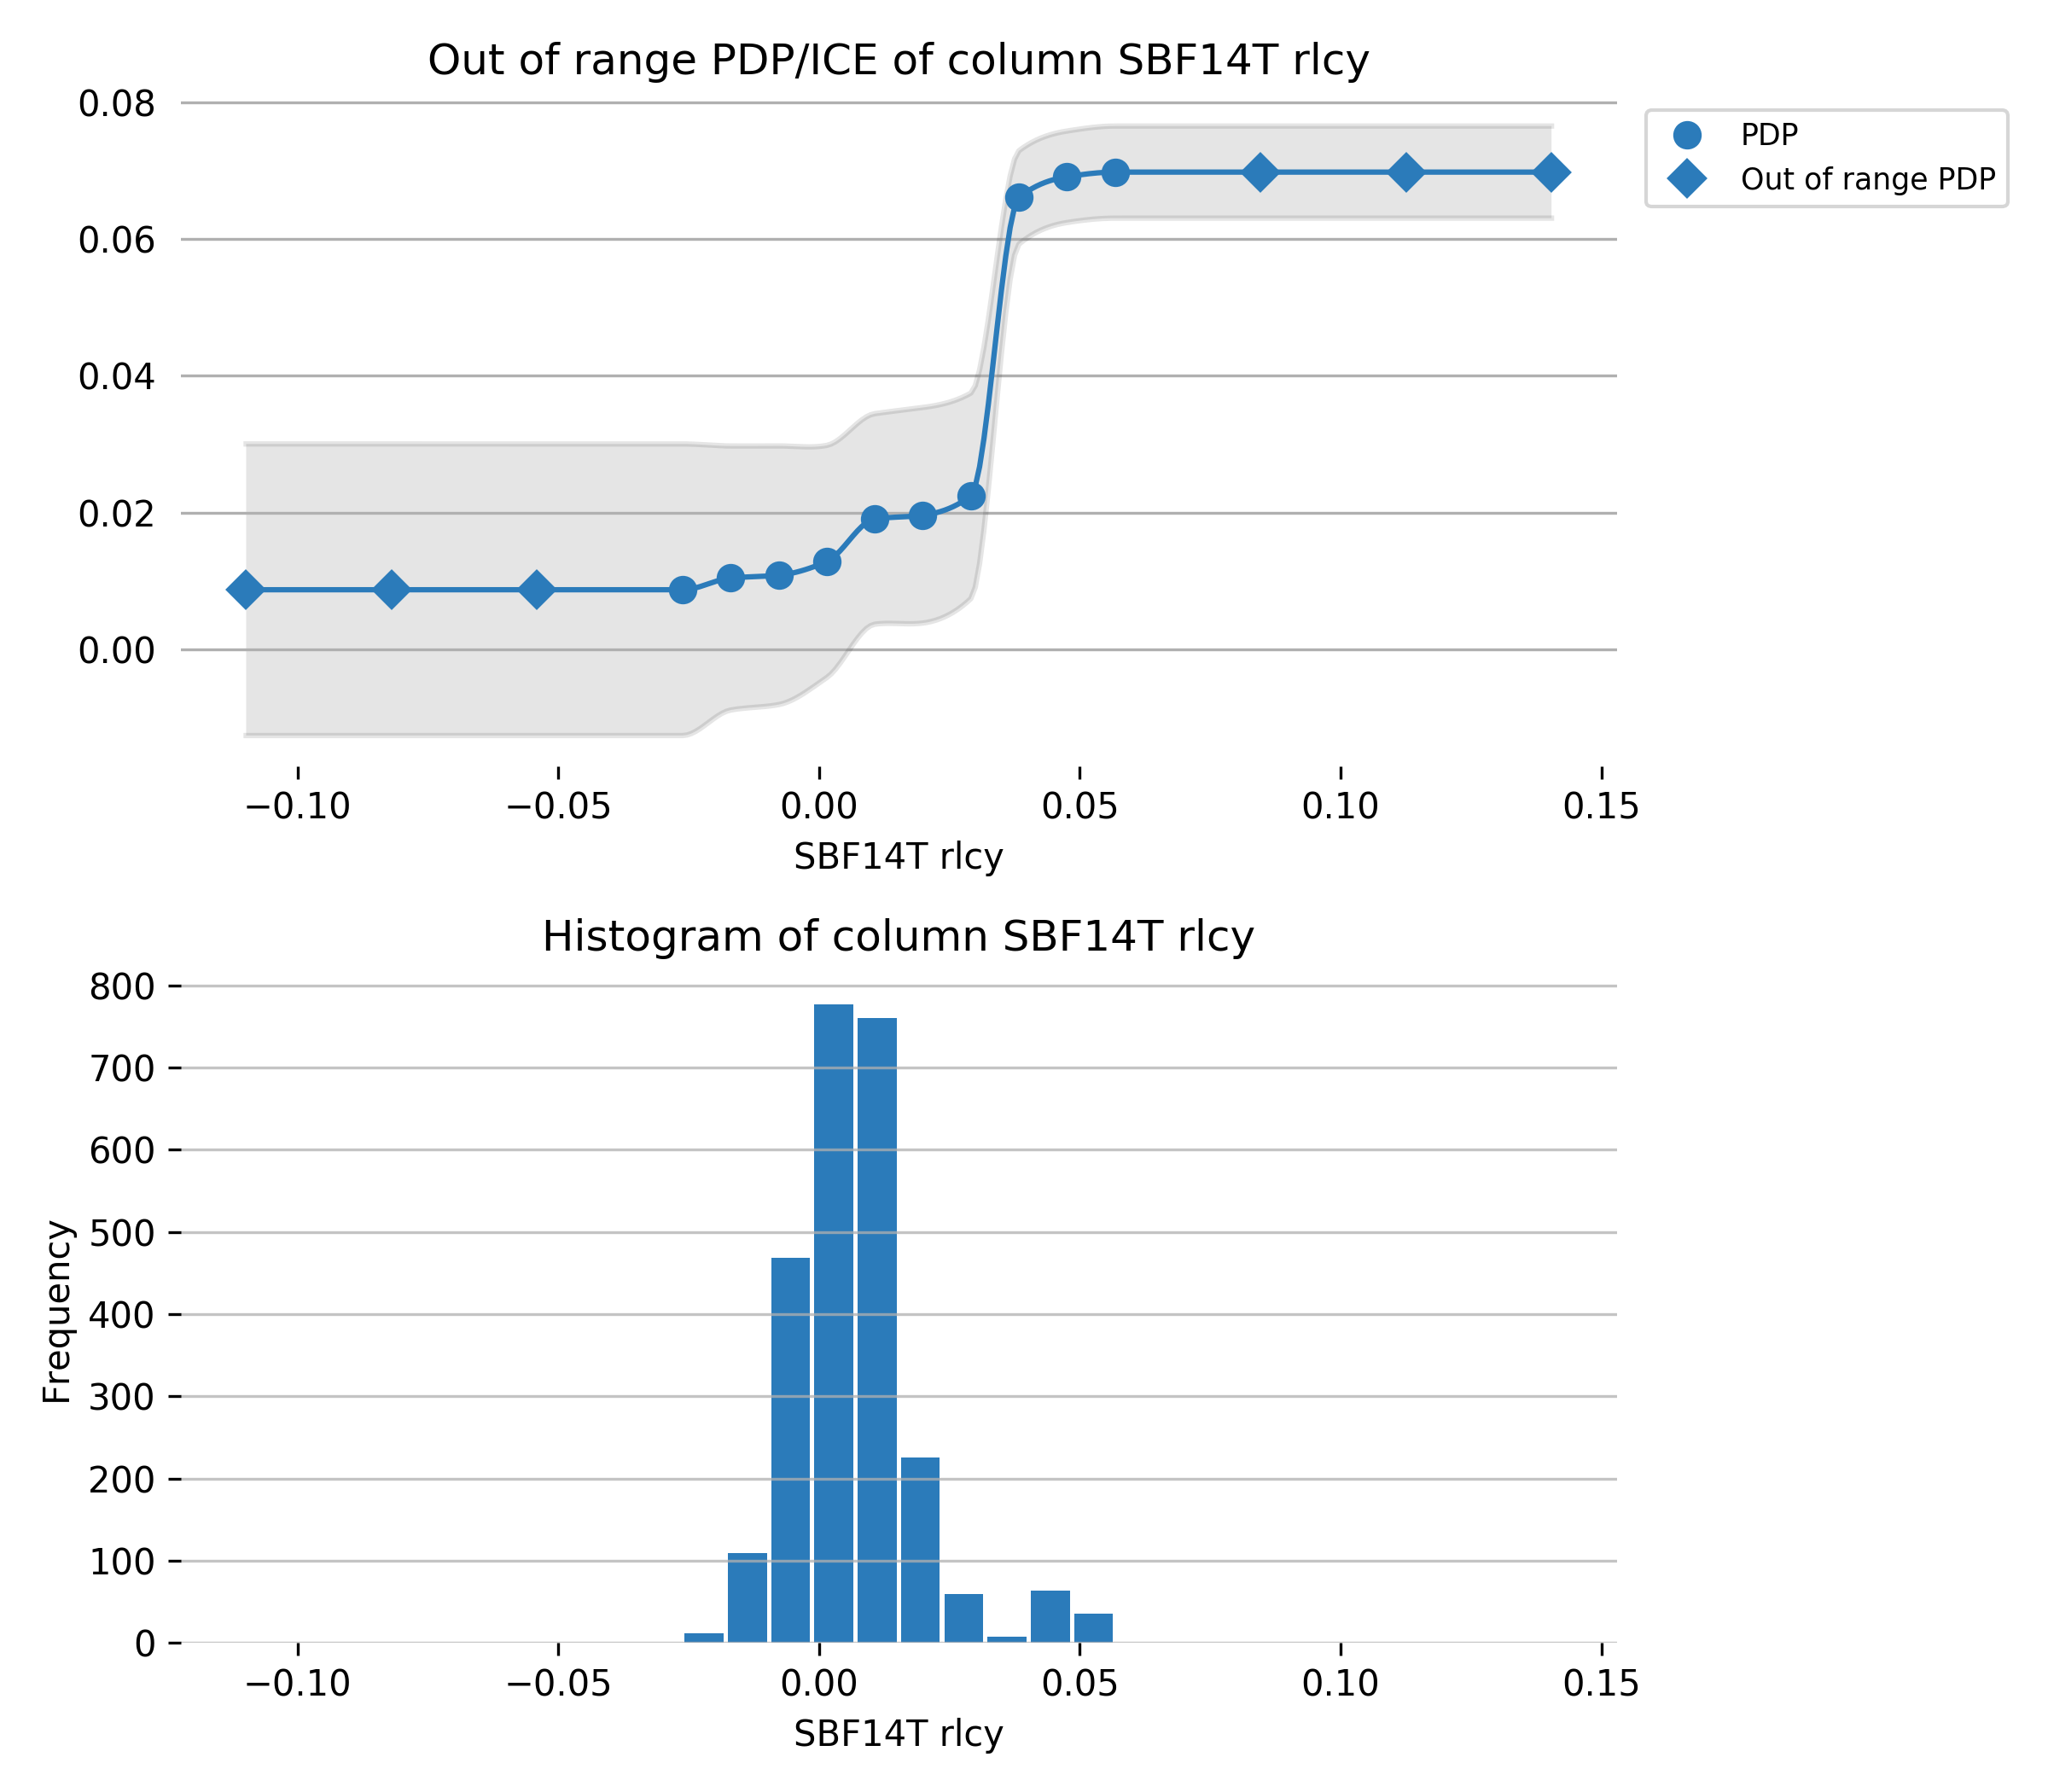 Out of range PDP/ICE of column SBF14T rlcy
0.08
0.06
0.04
0.02
0.00
−0.10 −0.05 0.00 0.05 0.10 0.15
SBF14T rlcy
PDP
Out of range PDP
Histogram of column SBF14T rlcy
800
700
600
500
400
300
200
100
0
Frequency
−0.10 −0.05 0.00 0.05 0.10 0.15
SBF14T rlcy